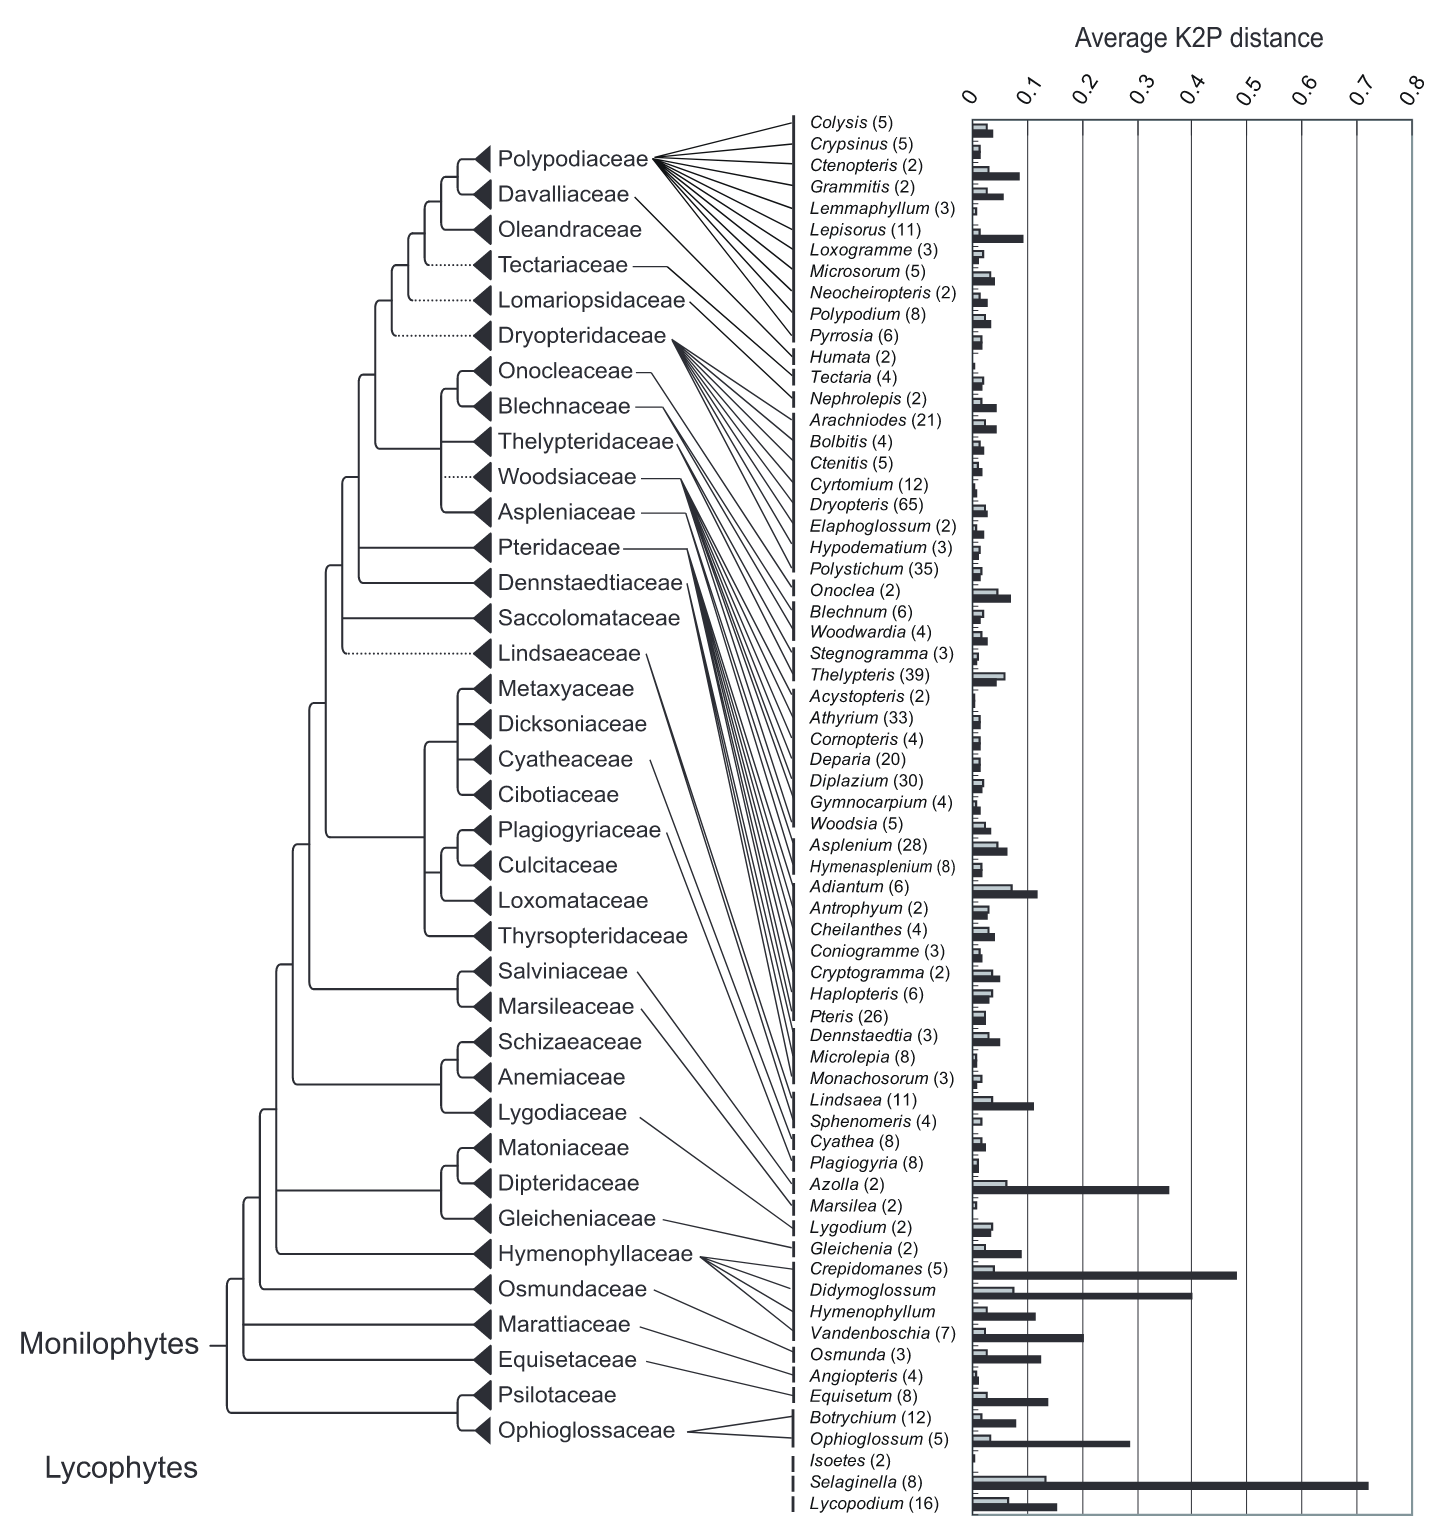 Average K2P distance
0 0.1 0.2 0.3 0.4 0.5 0.6 0.7 0.8
Polypodiaceae
Davalliaceae
Oleandraceae
Tectariaceae
Lomariopsidaceae
Dryopteridaceae
Onocleaceae
Blechnaceae
Thelypteridaceae
Woodsiaceae
Aspleniaceae
Pteridaceae
Dennstaedtiaceae
Saccolomataceae
Lindsaeaceae
Metaxyaceae
Dicksoniaceae
Cyatheaceae
Cibotiaceae
Plagiogyriaceae
Culcitaceae
Loxomataceae
Thyrsopteridaceae
Salviniaceae
Marsileaceae
Schizaeaceae
Anemiaceae
Lygodiaceae
Matoniaceae
Dipteridaceae
Gleicheniaceae
Hymenophyllaceae
Osmundaceae
Marattiaceae
Equisetaceae
Psilotaceae
Ophioglossaceae
Monilophytes
Lycophytes
Colysis (5)
Crypsinus (5)
Ctenopteris (2)
Grammitis (2)
Lemmaphyllum (3)
Lepisorus (11)
Loxogramme (3)
Microsorum (5)
Neocheiropteris (2)
Polypodium (8)
Pyrrosia (6)
Humata (2)
Tectaria (4)
Nephrolepis (2)
Arachniodes (21)
Bolbitis (4)
Ctenitis (5)
Cyrtomium (12)
Dryopteris (65)
Elaphoglossum (2)
Hypodematium (3)
Polystichum (35)
Onoclea (2)
Blechnum (6)
Woodwardia (4)
Stegnogramma (3)
Thelypteris (39)
Acystopteris (2)
Athyrium (33)
Cornopteris (4)
Deparia (20)
Diplazium (30)
Gymnocarpium (4)
Woodsia (5)
Asplenium (28)
Hymenasplenium (8)
Adiantum (6)
Antrophyum (2)
Cheilanthes (4)
Coniogramme (3)
Cryptogramma (2)
Haplopteris (6)
Pteris (26)
Dennstaedtia (3)
Microlepia (8)
Monachosorum (3)
Lindsaea (11)
Sphenomeris (4)
Cyathea (8)
Plagiogyria (8)
Azolla (2)
Marsilea (2)
Lygodium (2)
Gleichenia (2)
Crepidomanes (5)
Didymoglossum
Hymenophyllum
Vandenboschia (7)
Osmunda (3)
Angiopteris (4)
Equisetum (8)
Botrychium (12)
Ophioglossum (5)
Isoetes (2)
Selaginella (8)
Lycopodium (16)